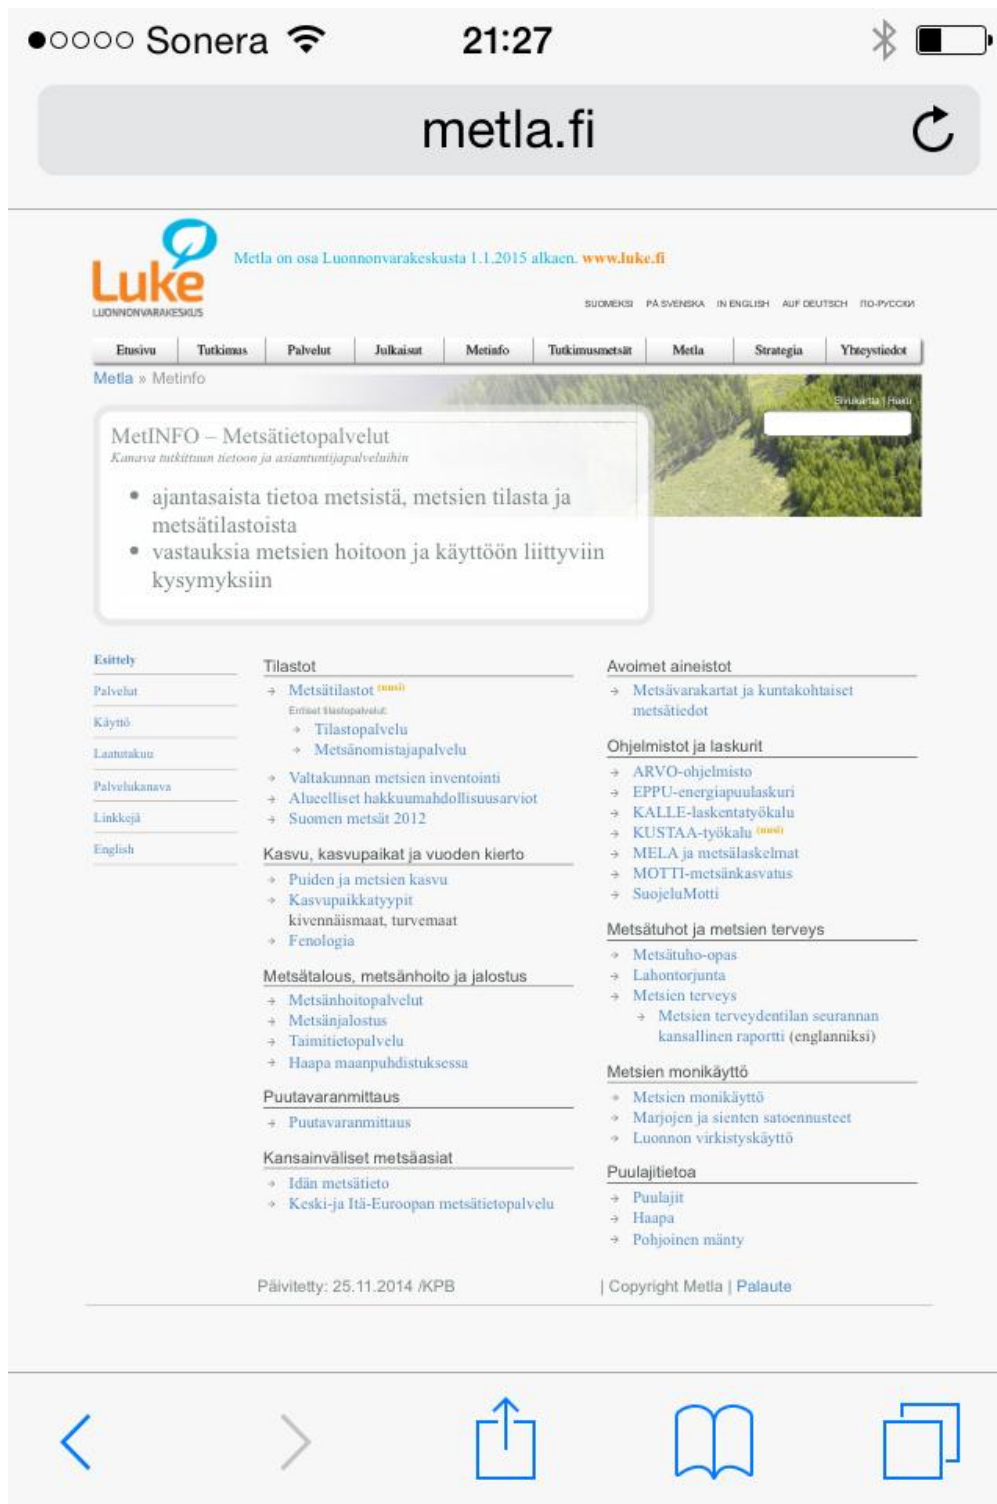 Sonera 21:27
metla.fi
Luke
LUONNONVARAKESKUS
Metla on osa Luonnonvarakeskusta 1.1.2015 alkaen. www.luke.fi
SUOMEKSI PÅ SVENSKA IN ENGLISH AUF DEUTSCH ПО-РУССКИ
Etusivu Tutkimus Palvelut Julkaisut Metinfo Tutkimusmetsät Metla Strategia Yhteystiedot
Metla » Metinfo
Sivukartta | Haku
MetINFO – Metsätietopalvelut
Kanava tutkittuun tietoon ja asiantuntijapalveluihin
• ajantasaista tietoa metsistä, metsien tilasta ja
metsätilastoista
• vastauksia metsien hoitoon ja käyttöön liittyviin
kysymyksiin
Esittely
Palvelut
Käyttö
Laatutakuu
Palvelukanava
Linkkejä
English
Tilastot
Metsätilastot (uusi)
Entiset tilastopalvelut:
Tilastopalvelu
Metsänomistajapalvelu
Valtakunnan metsien inventointi
Alueelliset hakkuumahdollisuusarviot
Suomen metsät 2012
Kasvu, kasvupaikat ja vuoden kierto
Puiden ja metsien kasvu
Kasvupaikkatyypit
kivennäismaat, turvemaat
Fenologia
Metsätalous, metsänhoito ja jalostus
Metsänhoitopalvelut
Metsänjalostus
Taimitietopalvelu
Haapa maanpuhdistuksessa
Puutavaranmittaus
Puutavaranmittaus
Kansainväliset metsäasiat
Idän metsätieto
Keski-ja Itä-Euroopan metsätietopalvelu
Avoimet aineistot
Metsävarakartat ja kuntakohtaiset
metsätiedot
Ohjelmistot ja laskurit
ARVO-ohjelmisto
EPPU-energiapuulaskuri
KALLE-laskentatyökalu
KUSTAA-työkalu (uusi)
MELA ja metsälaskelmat
MOTTI-metsänkasvatus
SuojeluMotti
Metsätuhot ja metsien terveys
Metsätuho-opas
Lahontorjunta
Metsien terveys
Metsien terveydentilan seurannan
kansallinen raportti (englanniksi)
Metsien monikäyttö
Metsien monikäyttö
Marjojen ja sienten satoennusteet
Luonnon virkistyskäyttö
Puulajitietoa
Puulajit
Haapa
Pohjoinen mänty
Päivitetty: 25.11.2014 /KPB | Copyright Metla | Palaute